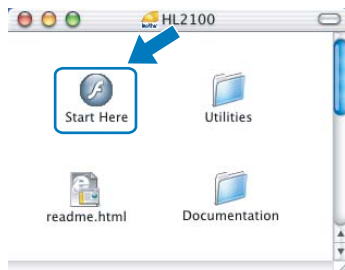 HL2100
Start Here
Utilities
readme.html
Documentation